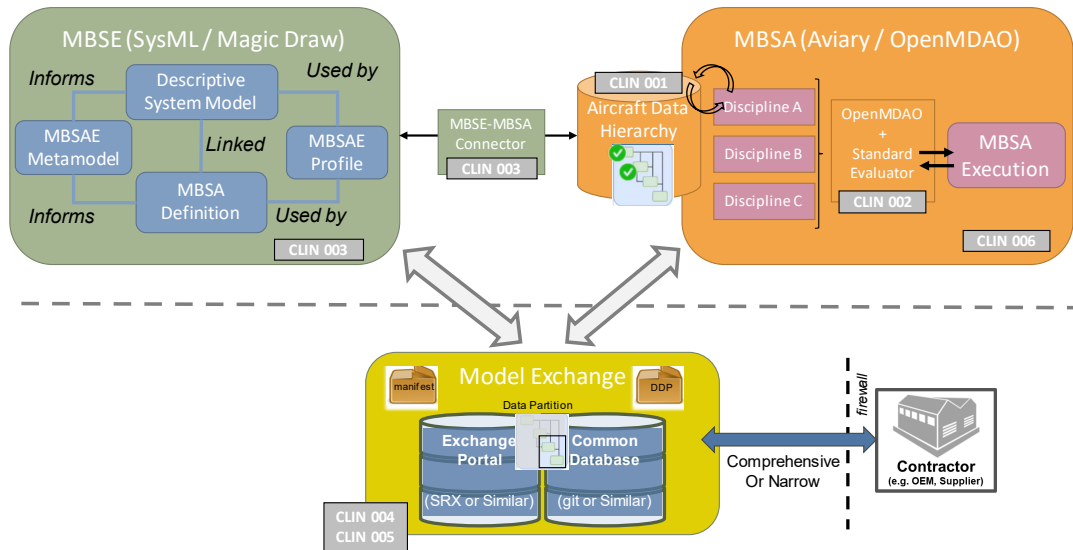 MBSE (SysML / Magic Draw)
Informs
Descriptive
System Model
Used by
MBSAE
Metamodel
Linked
MBSAE
Profile
MBSA
Definition
Informs
Used by
CLIN 003
MBSE-MBSA
Connector
CLIN 003
MBSA (Aviary / OpenMDAO)
CLIN 001
Aircraft Data
Hierarchy
Discipline A
Discipline B
Discipline C
OpenMDAO
+
Standard
Evaluator
CLIN 002
MBSA
Execution
CLIN 006
Model Exchange
manifest
DDP
Data Partition
Exchange
Portal
(SRX or Similar)
Common
Database
(git or Similar)
CLIN 004
CLIN 005
Comprehensive
Or Narrow
firewall
Contractor
(e.g. OEM, Supplier)